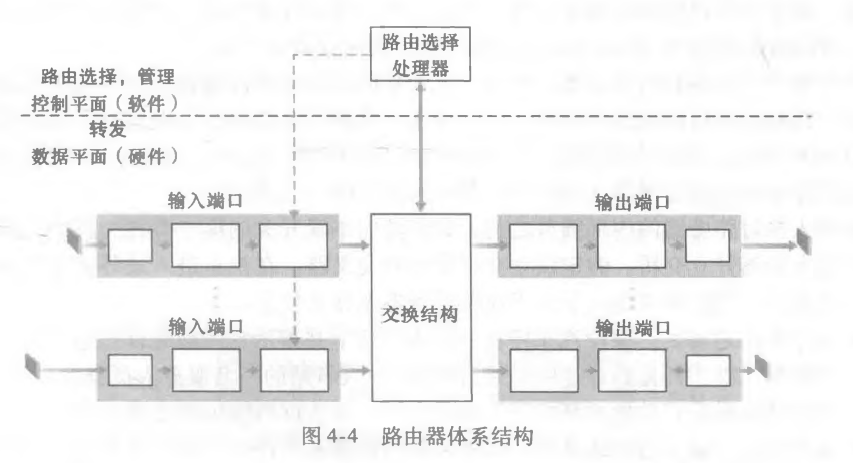 路由选择
处理器
路由选择，管理
控制平面（软件）
转发
数据平面（硬件）
输入端口
输出端口
交换结构
输入端口
输出端口
图4-4 路由器体系结构